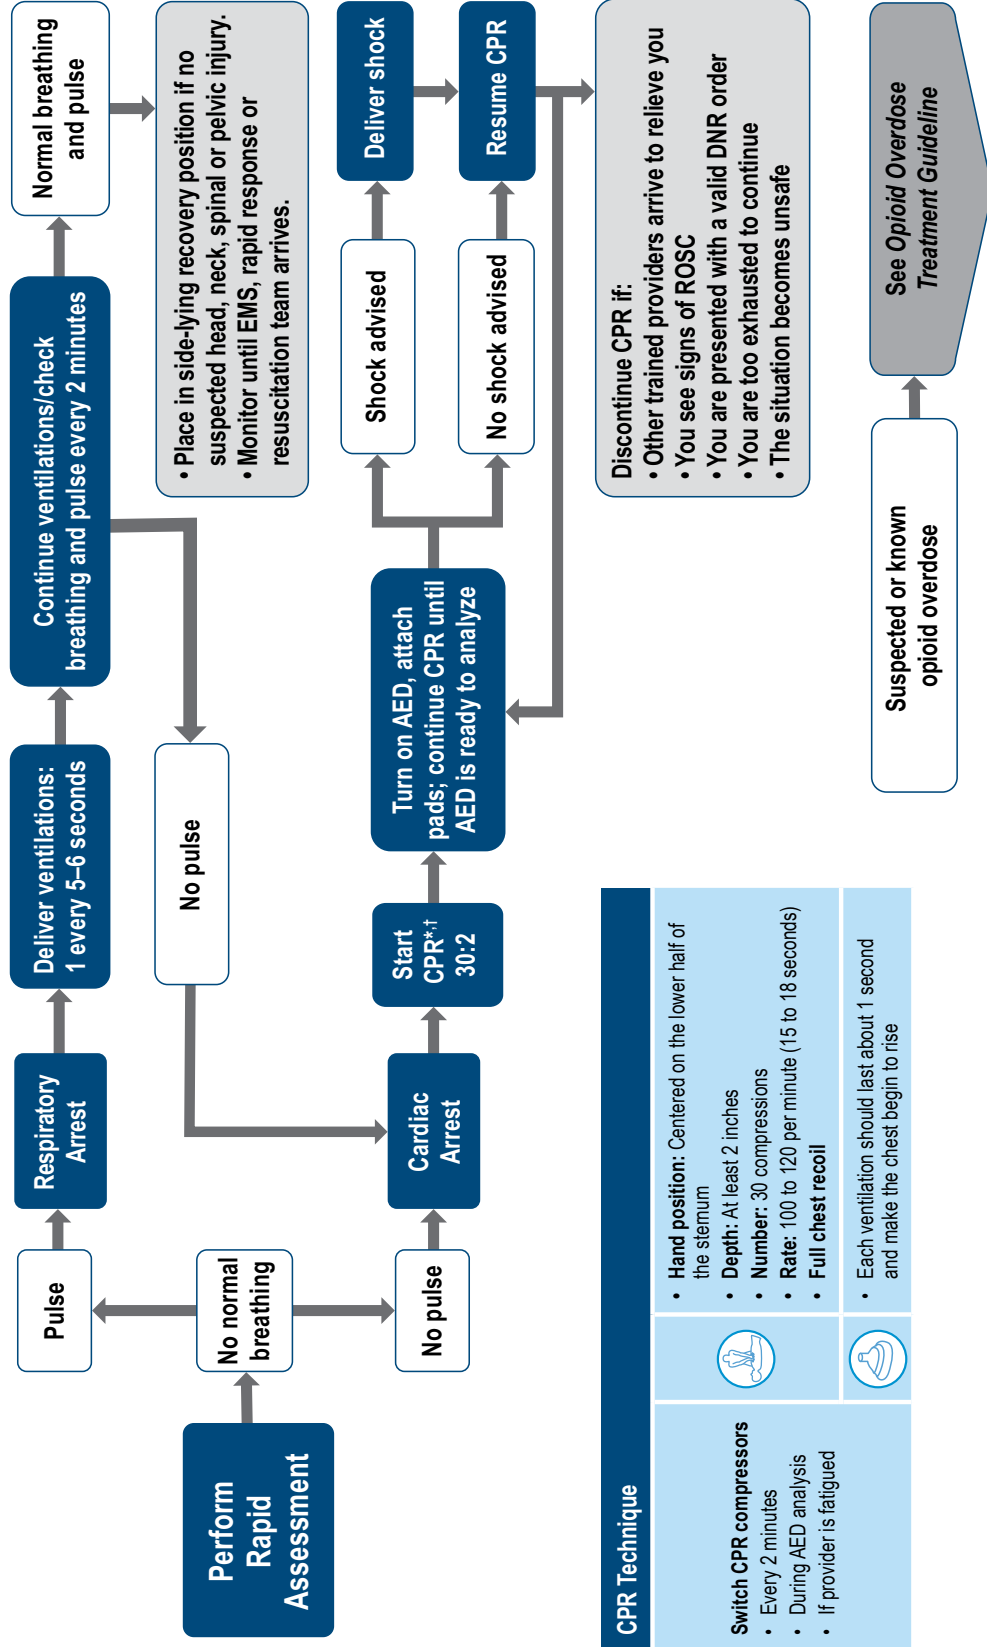 Perform
Rapid
Assessment
No normal
breathing
Pulse
Respiratory
Arrest
Deliver ventilations:
1 every 5–6 seconds
Continue ventilations/check
breathing and pulse every 2 minutes
Normal breathing
and pulse
• Place in side-lying recovery position if no
suspected head, neck, spinal or pelvic injury.
• Monitor until EMS, rapid response or
resuscitation team arrives.
No pulse
No pulse
Cardiac
Arrest
Start
CPR*,†
30:2
Turn on AED, attach
pads; continue CPR until
AED is ready to analyze
Shock advised
Deliver shock
No shock advised
Resume CPR
Discontinue CPR if:
• Other trained providers arrive to relieve you
• You see signs of ROSC
• You are presented with a valid DNR order
• You are too exhausted to continue
• The situation becomes unsafe
CPR Technique
Switch CPR compressors
• Every 2 minutes
• During AED analysis
• If provider is fatigued
• Hand position: Centered on the lower half of
the sternum
• Depth: At least 2 inches
• Number: 30 compressions
• Rate: 100 to 120 per minute (15 to 18 seconds)
• Full chest recoil
• Each ventilation should last about 1 second
and make the chest begin to rise
Suspected or known
opioid overdose
See Opioid Overdose
Treatment Guideline